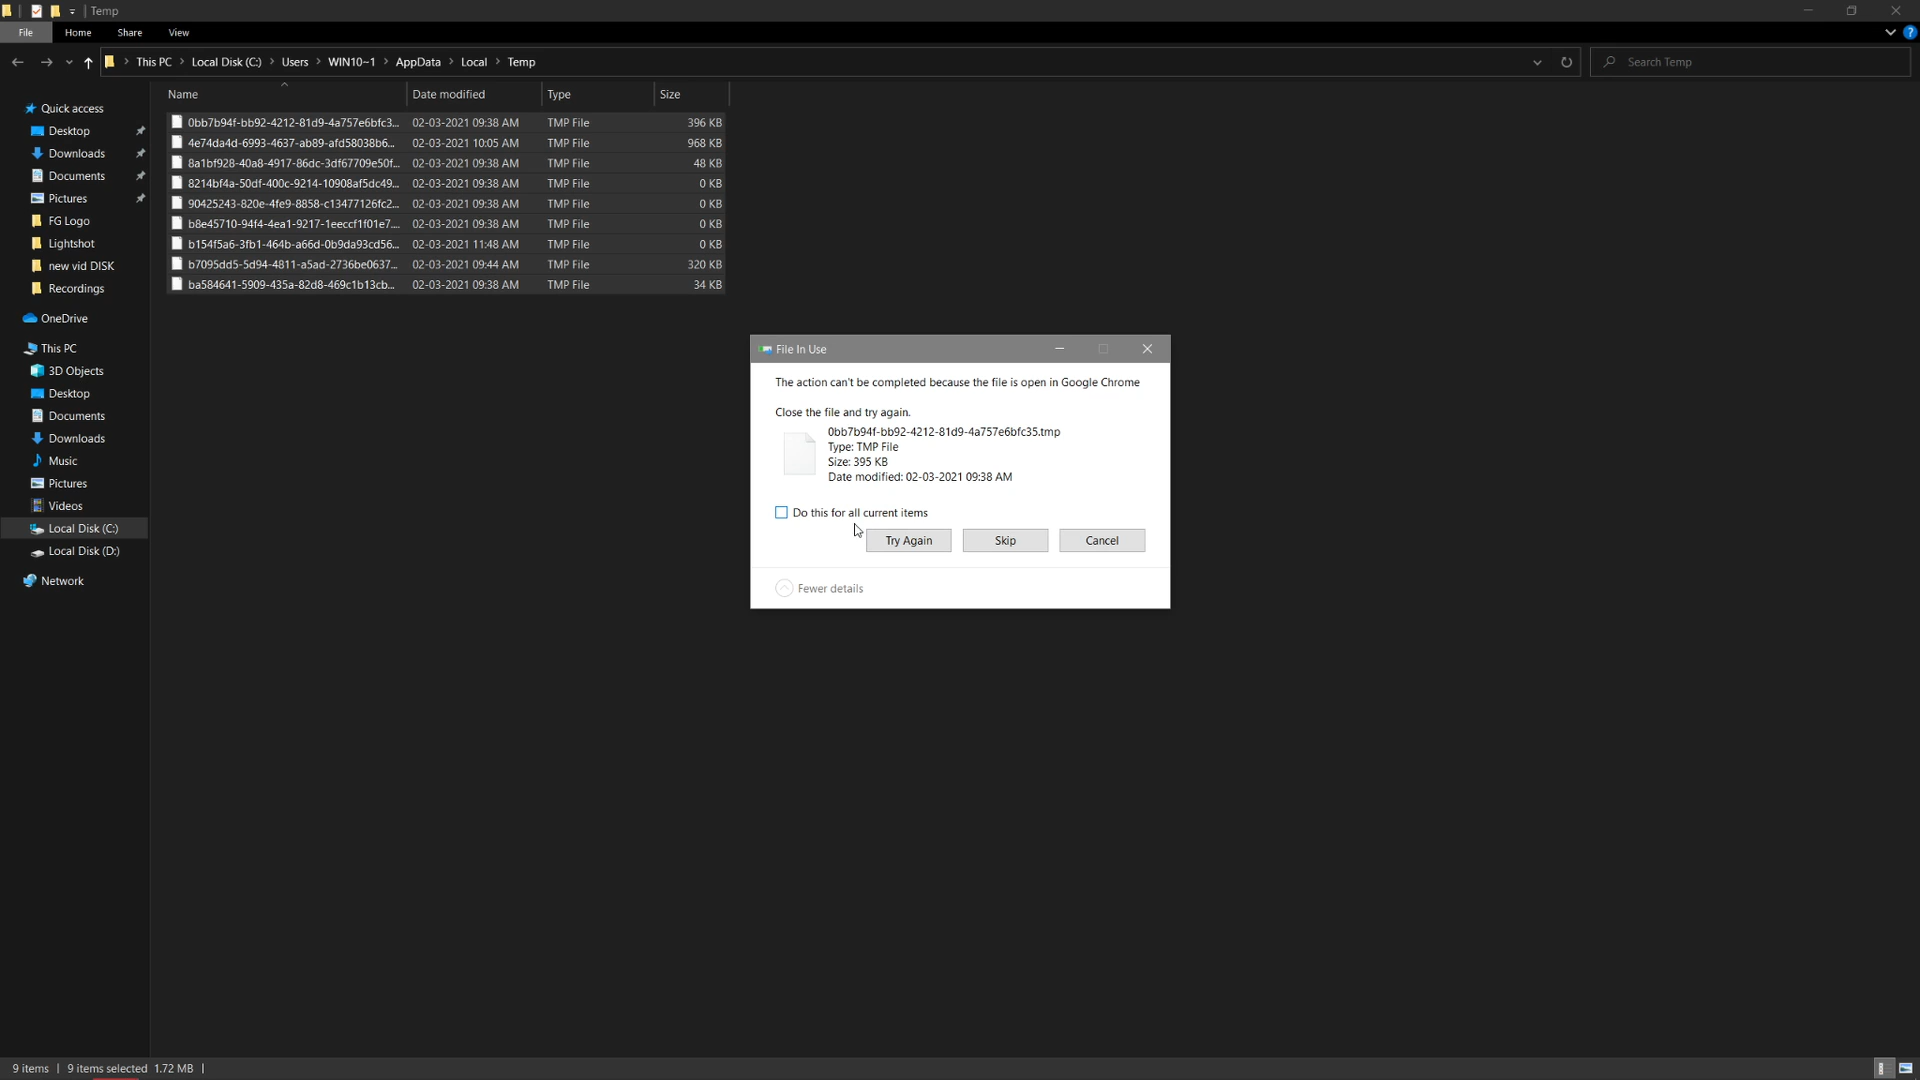 Temp
File Home Share View
This PC Local Disk (C:) Users WIN10~1 AppData Local Temp
Search Temp
Name Date modified Type Size
Quick access
Desktop
Downloads
Documents
Pictures
FG Logo
Lightshot
new vid DISK
Recordings
OneDrive
This PC
3D Objects
Desktop
Documents
Downloads
Music
Pictures
Videos
Local Disk (C:)
Local Disk (D:)
Network
0bb7b94f-bb92-4212-81d9-4a757e6bfc3... 02-03-2021 09:38 AM TMP File 396 KB
4e74da4d-6993-4637-ab89-afd58038b6... 02-03-2021 10:05 AM TMP File 968 KB
8a1bf928-40a8-4917-86dc-3df67709e50f... 02-03-2021 09:38 AM TMP File 48 KB
8214bf4a-50df-400c-9214-10908af5dc49... 02-03-2021 09:38 AM TMP File 0 KB
90425243-820e-4fe9-8858-c13477126fc2... 02-03-2021 09:38 AM TMP File 0 KB
b8e45710-94f4-4ea1-9217-1eeccf1f01e7... 02-03-2021 09:38 AM TMP File 0 KB
b154f5a6-3fb1-464b-a66d-0b9da93cd56... 02-03-2021 11:48 AM TMP File 0 KB
b7095dd5-5d94-4811-a5ad-2736be0637... 02-03-2021 09:44 AM TMP File 320 KB
ba584641-5909-435a-82d8-469c1b13cb... 02-03-2021 09:38 AM TMP File 34 KB
File In Use
The action can't be completed because the file is open in Google Chrome
Close the file and try again.
0bb7b94f-bb92-4212-81d9-4a757e6bfc35.tmp
Type: TMP File
Size: 395 KB
Date modified: 02-03-2021 09:38 AM
Do this for all current items
Try Again Skip Cancel
Fewer details
9 items 9 items selected 1.72 MB